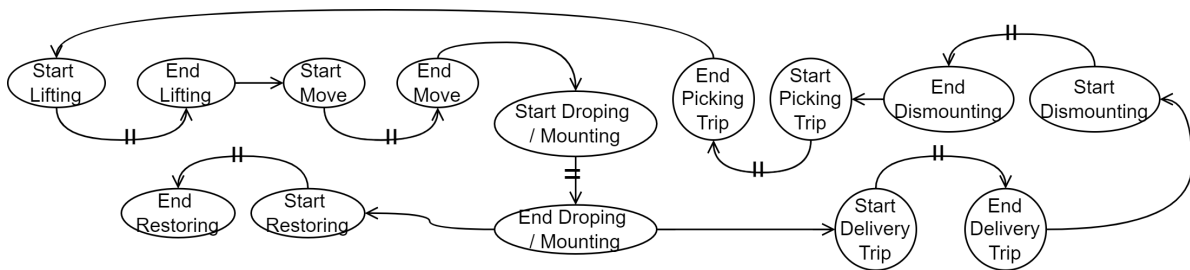 Start
Lifting
End
Lifting
Start
Move
End
Move
Start Droping
/ Mounting
End
Picking
Trip
Start
Picking
Trip
End
Dismounting
Start
Dismounting
End
Restoring
Start
Restoring
End Droping
/ Mounting
Start
Delivery
Trip
End
Delivery
Trip